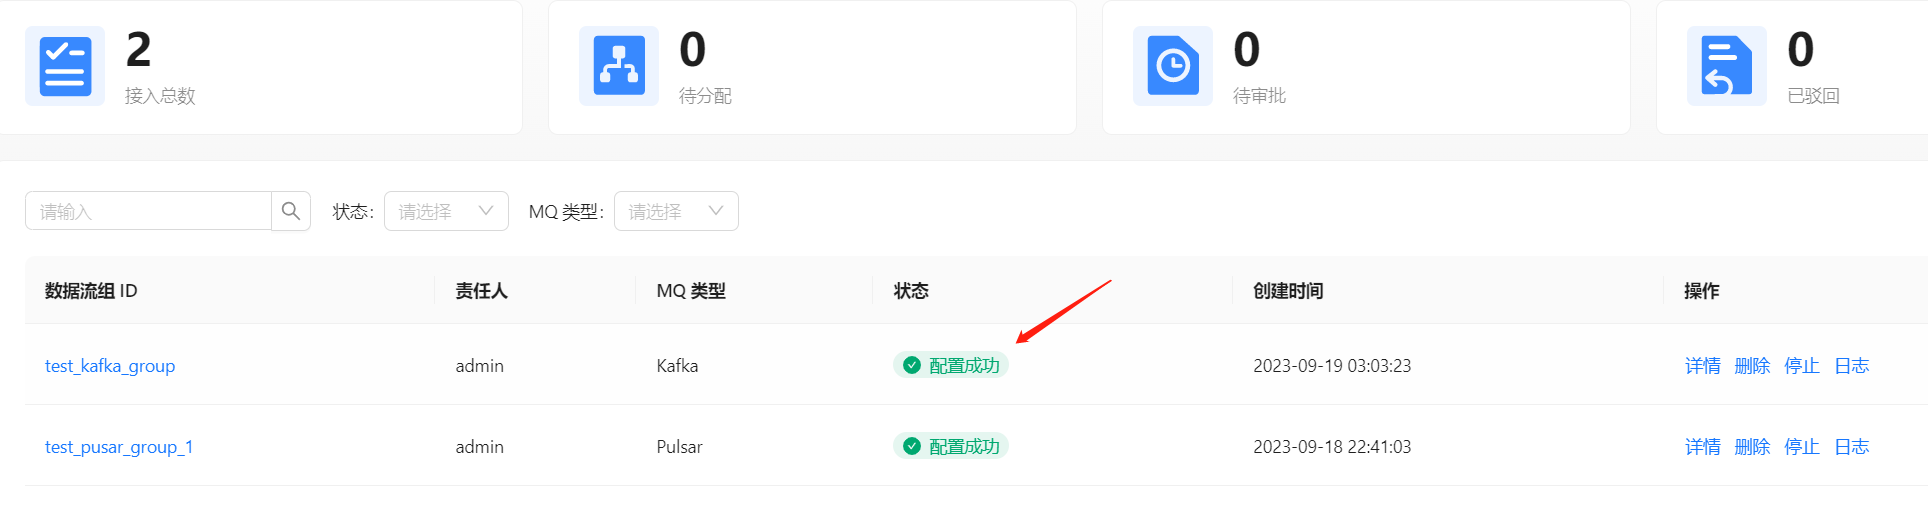 2
接入总数
0
待分配
0
待审批
0
已驳回
请输入 状态： 请选择 MQ 类型： 请选择
数据流组 ID 责任人 MQ 类型 状态 创建时间 操作
test_kafka_group admin Kafka 配置成功 2023-09-19 03:03:23 详情 删除 停止 日志
test_pusar_group_1 admin Pulsar 配置成功 2023-09-18 22:41:03 详情 删除 停止 日志